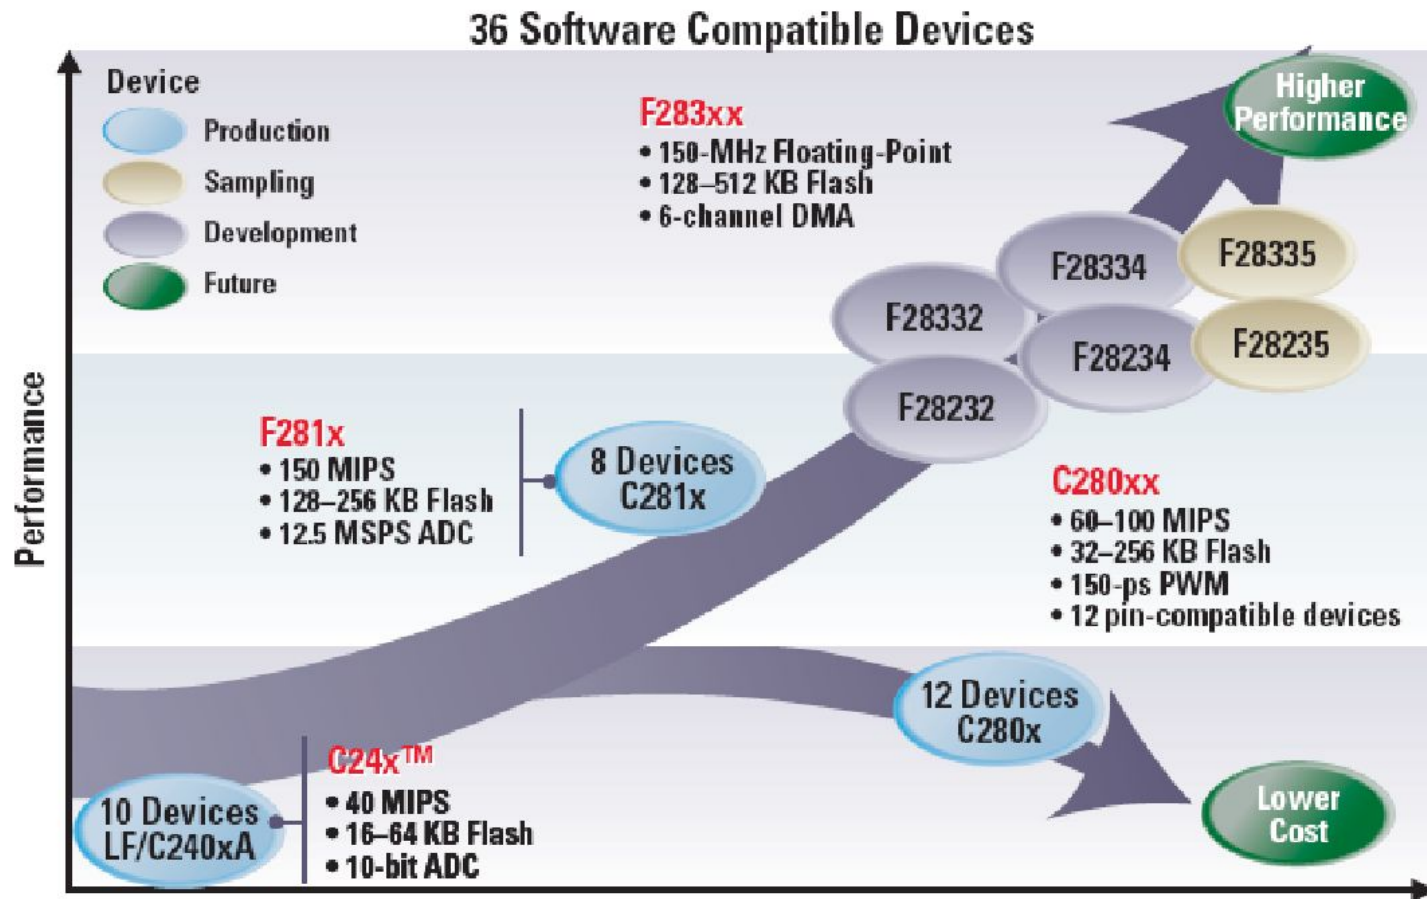 36 Software Compatible Devices
Device
Production
Sampling
Development
Future
F283xx
• 150-MHz Floating-Point
• 128–512 KB Flash
• 6-channel DMA
Higher
Performance
F28334
F28335
F28332
F28234
F28235
F28232
Performance
F281x
• 150 MIPS
• 128–256 KB Flash
• 12.5 MSPS ADC
8 Devices
C281x
C280xx
• 60–100 MIPS
• 32–256 KB Flash
• 150-ps PWM
• 12 pin-compatible devices
12 Devices
C280x
C24x™
• 40 MIPS
• 16–64 KB Flash
• 10-bit ADC
10 Devices
LF/C240xA
Lower
Cost